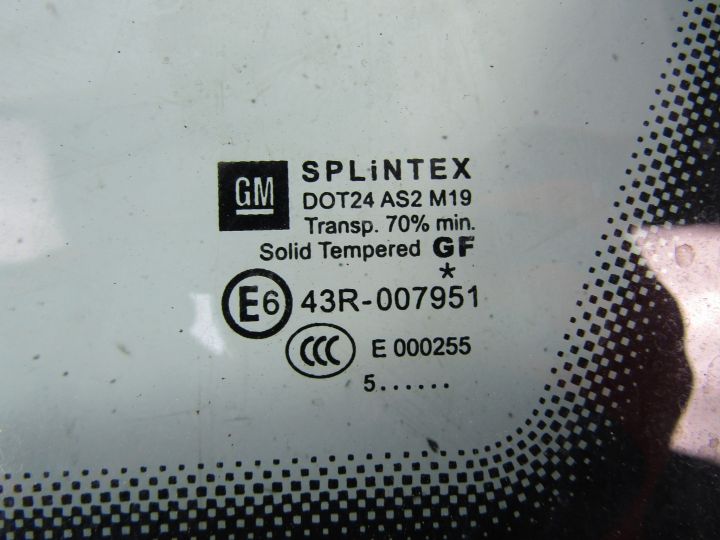 GM
SPLiNTEX
DOT24 AS2 M19
Transp. 70% min.
Solid Tempered GF
*
E6 43R-007951
CCC E 000255
5......